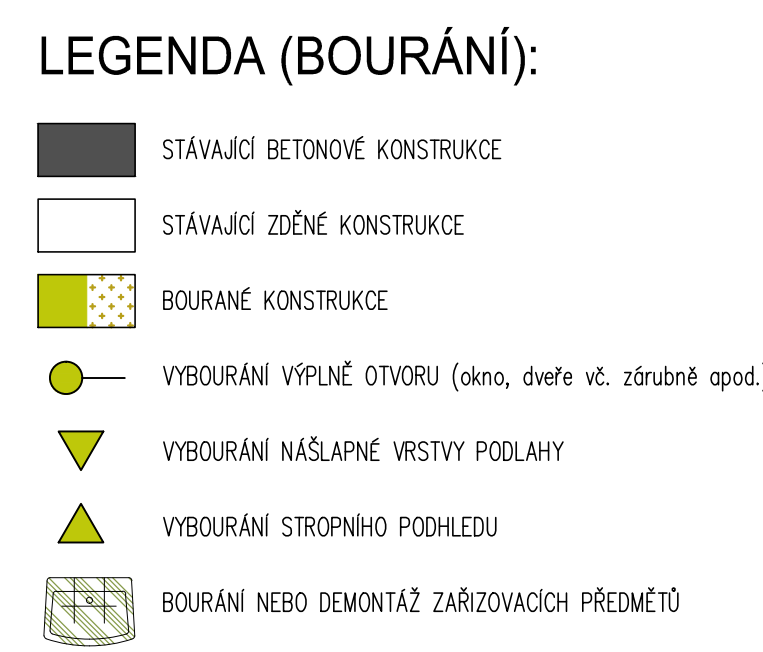 LEGENDA (BOURÁNÍ):
STÁVAJÍCÍ BETONOVÉ KONSTRUKCE
STÁVAJÍCÍ ZDĚNÉ KONSTRUKCE
BOURANÉ KONSTRUKCE
VYBOURÁNÍ VÝPLNĚ OTVORU (okno, dveře vč. zárubně apod.)
VYBOURÁNÍ NÁŠLAPNÉ VRSTVY PODLAHY
VYBOURÁNÍ STROPNÍHO PODHLEDU
BOURÁNÍ NEBO DEMONTÁŽ ZAŘIZOVACÍCH PŘEDMĚTŮ